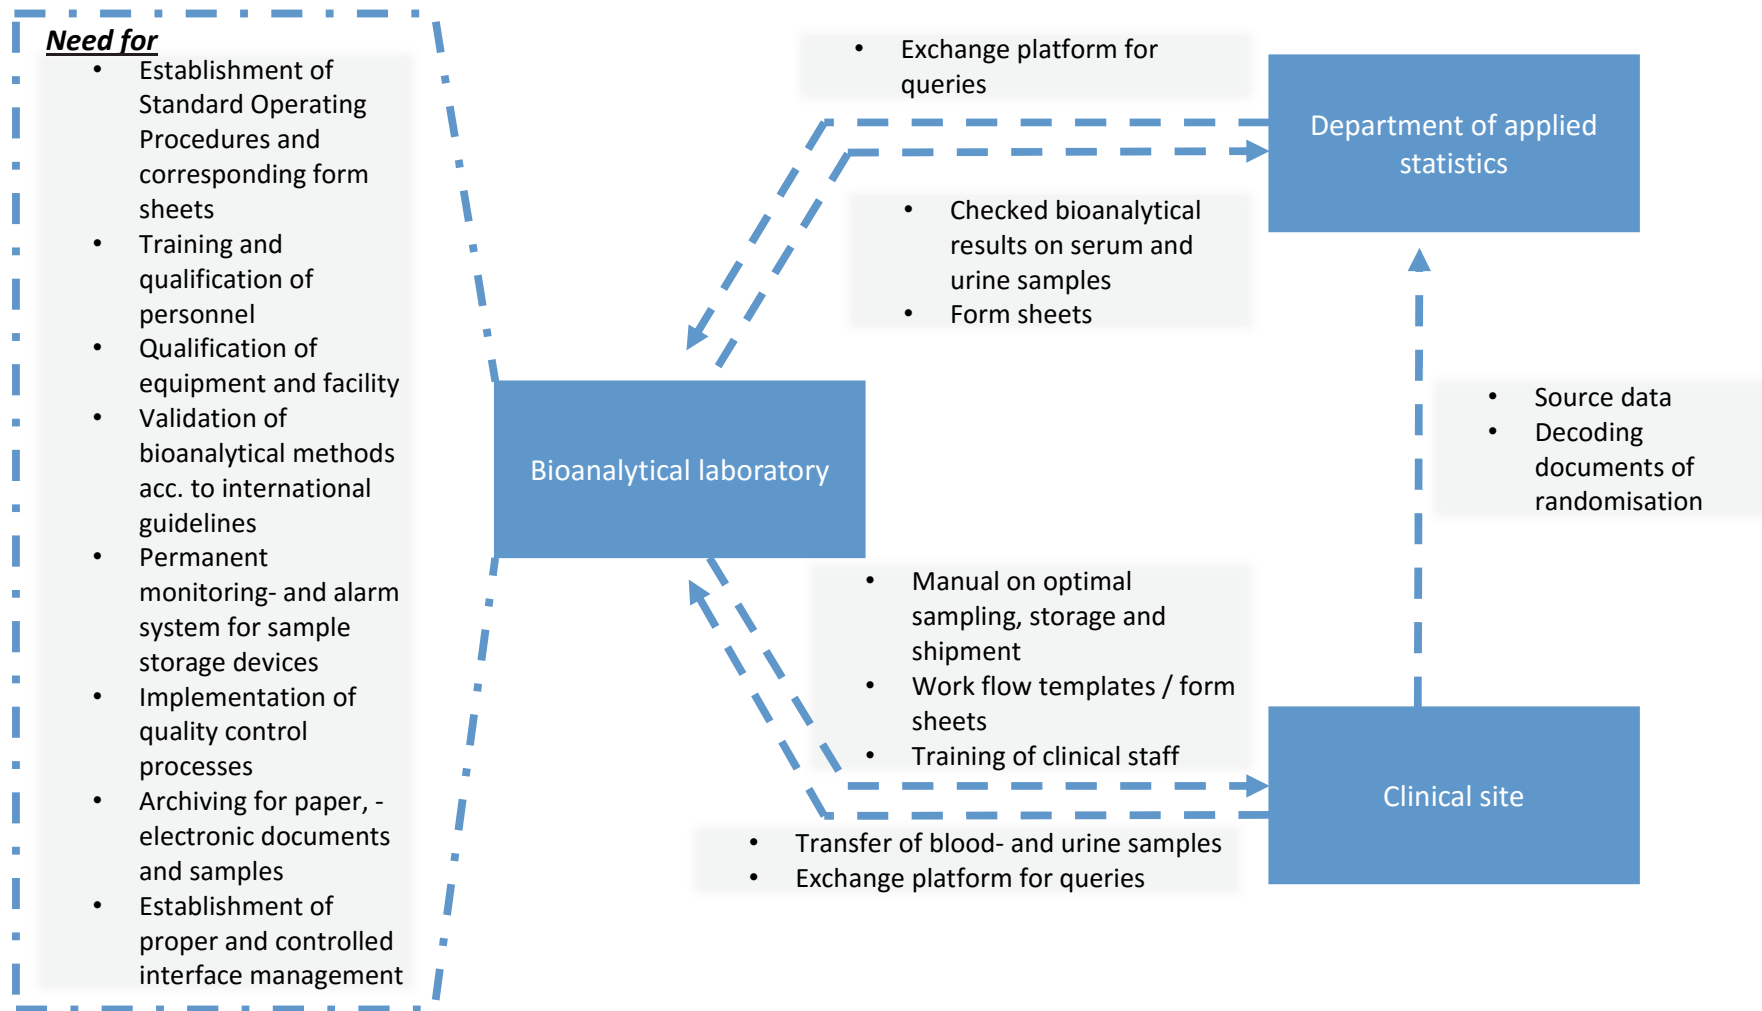 Need for
• Establishment of
Standard Operating
Procedures and
corresponding form
sheets
• Training and
qualification of
personnel
• Qualification of
equipment and facility
• Validation of
bioanalytical methods
acc. to international
guidelines
• Permanent
monitoring- and alarm
system for sample
storage devices
• Implementation of
quality control
processes
• Archiving for paper, -
electronic documents
and samples
• Establishment of
proper and controlled
interface management
Bioanalytical laboratory
• Exchange platform for
queries
Department of applied
statistics
• Checked bioanalytical
results on serum and
urine samples
• Form sheets
• Source data
• Decoding
documents of
randomisation
• Manual on optimal
sampling, storage and
shipment
• Work flow templates / form
sheets
• Training of clinical staff
Clinical site
• Transfer of blood- and urine samples
• Exchange platform for queries